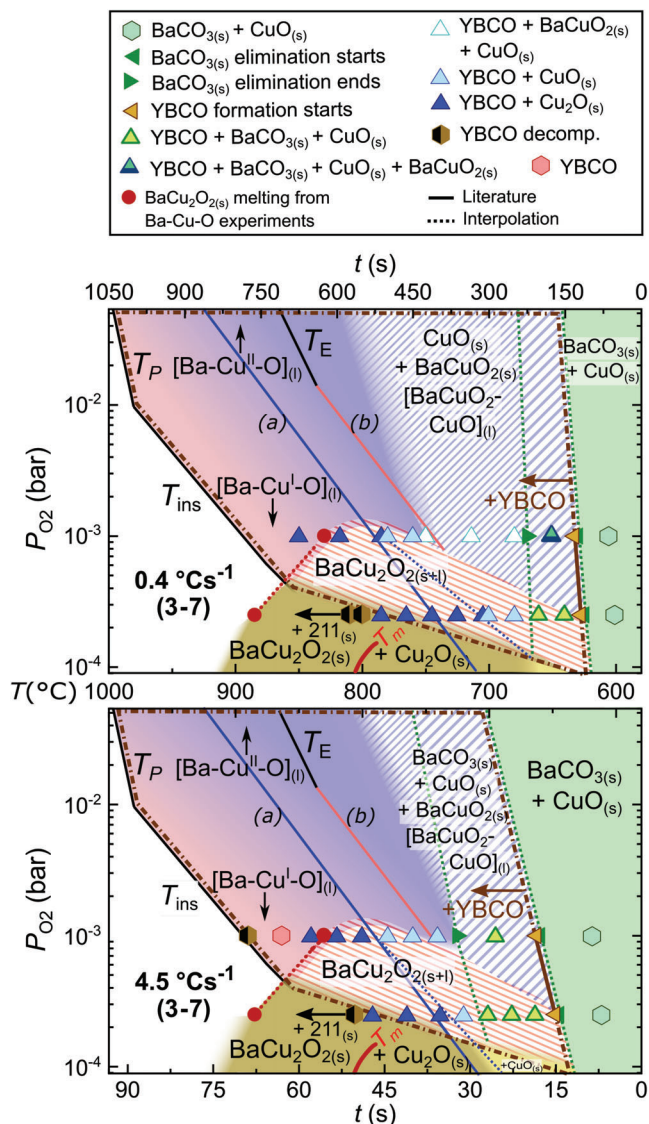 BaCO3(s) + CuO(s)
BaCO3(s) elimination starts
BaCO3(s) elimination ends
YBCO formation starts
YBCO + BaCO3(s) + CuO(s)
YBCO + BaCO3(s) + CuO(s) + BaCuO2(s)
BaCu2O2(s) melting from
Ba-Cu-O experiments
YBCO + BaCuO2(s)
+ CuO(s)
YBCO + CuO(s)
YBCO + Cu2O(s)
YBCO decomp.
YBCO
Literature
Interpolation
t (s)
1050 900 750 600 450 300 150 0
TP
[Ba-CuII-O](l)
TE
CuO(s)
+ BaCuO2(s)
[BaCuO2-
CuO](l)
BaCO3(s)
+ CuO(s)
10-2
(a)
(b)
PO2 (bar)
Tins
[Ba-CuI-O](l)
+YBCO
10-3
0.4 °Cs-1
(3-7)
BaCu2O2(s+l)
+ 211(s)
BaCu2O2(s)
Tm
+ Cu2O(s)
10-4
T(°C)
1000 900 800 700 600
TP
[Ba-CuII-O](l)
TE
BaCO3(s)
+ CuO(s)
+ BaCuO2(s)
[BaCuO2-
CuO](l)
BaCO3(s)
+ CuO(s)
10-2
(a)
(b)
PO2 (bar)
Tins
[Ba-CuI-O](l)
+YBCO
10-3
4.5 °Cs-1
(3-7)
BaCu2O2(s+l)
+ 211(s)
BaCu2O2(s)
Tm
+ Cu2O(s)
+CuO(s)
10-4
90 75 60 45 30 15 0
t (s)